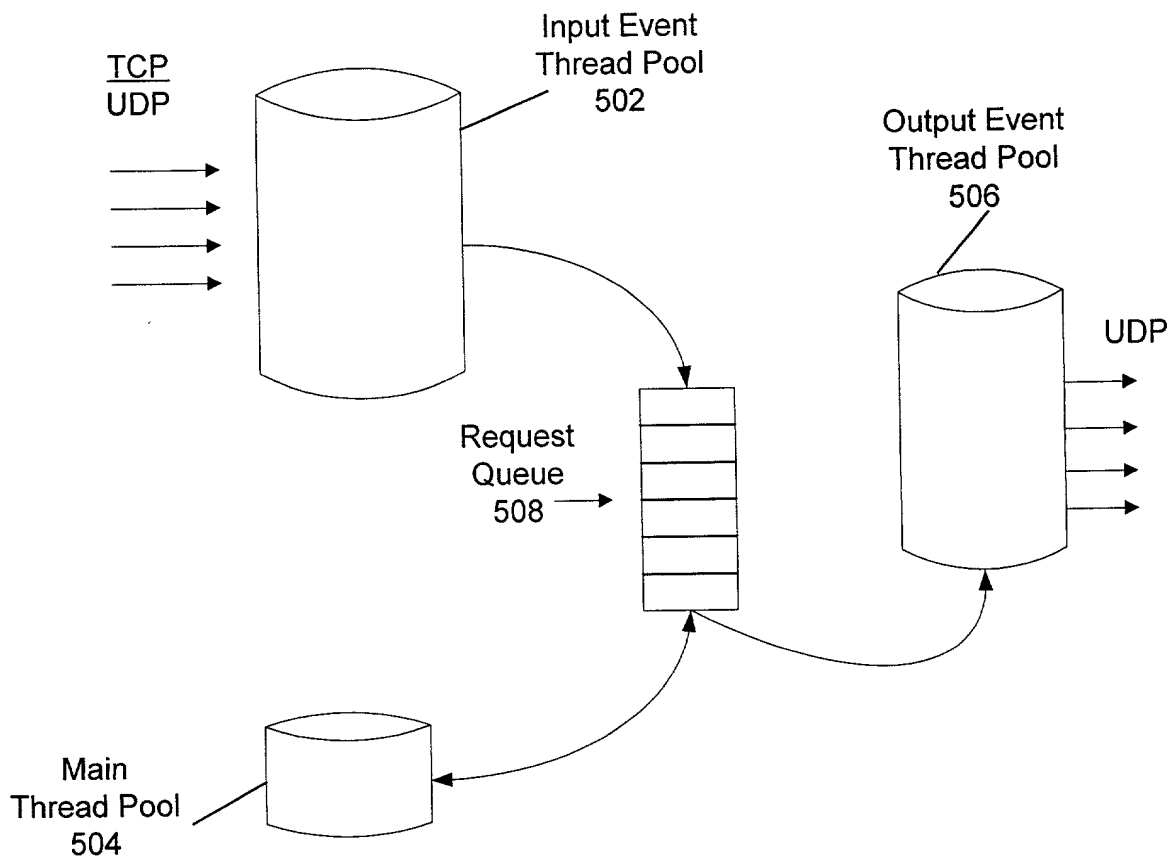 TCP
UDP
Input Event
Thread Pool
502
Output Event
Thread Pool
506
UDP
Request
Queue
508
Main
Thread Pool
504